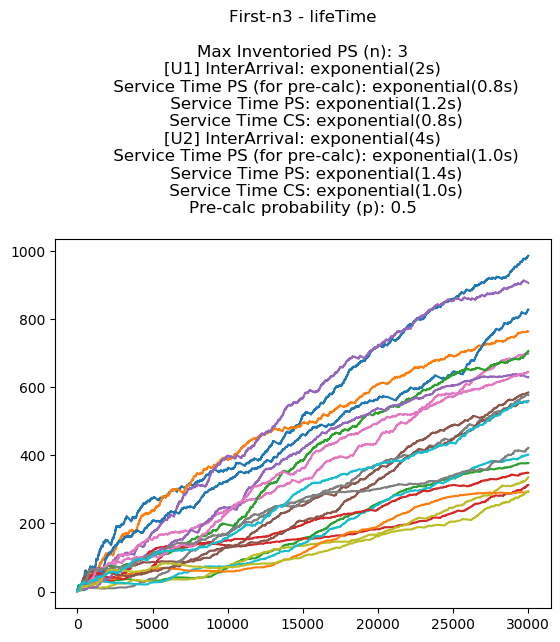 First-n3 - lifeTime
Max Inventoried PS (n): 3
[U1] InterArrival: exponential(2s)
Service Time PS (for pre-calc): exponential(0.8s)
Service Time PS: exponential(1.2s)
Service Time CS: exponential(0.8s)
[U2] InterArrival: exponential(4s)
Service Time PS (for pre-calc): exponential(1.0s)
Service Time PS: exponential(1.4s)
Service Time CS: exponential(1.0s)
Pre-calc probability (p): 0.5
1000
800
600
400
200
0
0 5000 10000 15000 20000 25000 30000